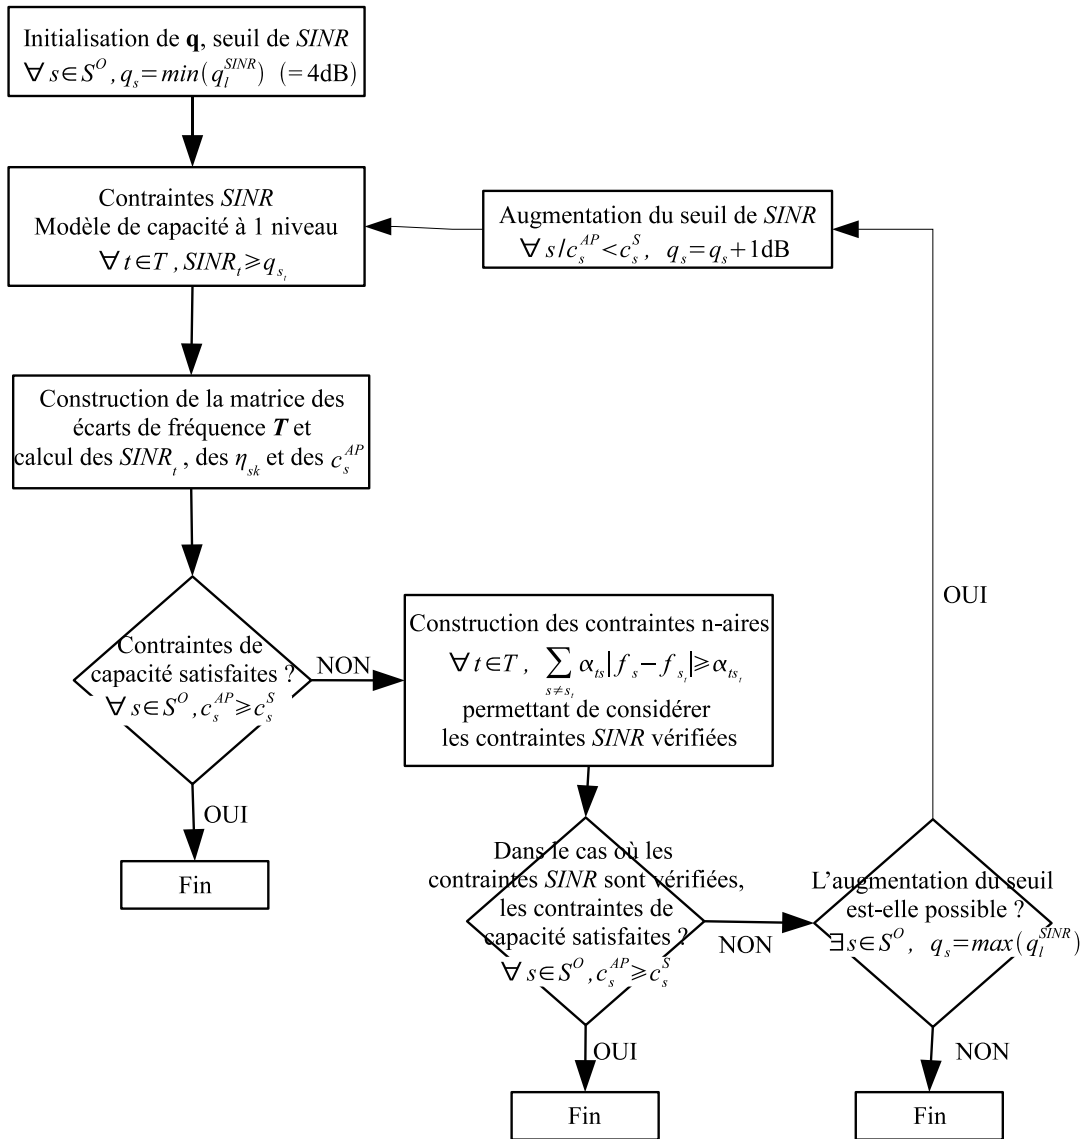 Initialisation de q, seuil de SINR
∀ s∈S^O, q_s=min(q_l^SINR) (=4dB)
Contraintes SINR
Modèle de capacité à 1 niveau
∀ t∈T, SINR_t⩾q_{s_t}
Augmentation du seuil de SINR
∀ s/c_s^AP<c_s^S, q_s=q_s+1dB
Construction de la matrice des
écarts de fréquence T et
calcul des SINR_t, des η_sk et des c_s^AP
OUI
Contraintes de
capacité satisfaites ?
∀ s∈S^O, c_s^AP⩾c_s^S
NON
Construction des contraintes n-aires
∀ t∈T, ∑_{s≠s_t} α_ts|f_s−f_{s_t}|⩾α_{ts_t}
permettant de considérer
les contraintes SINR vérifiées
OUI
Fin
Dans le cas où les
contraintes SINR sont vérifiées,
les contraintes de
capacité satisfaites ?
∀ s∈S^O, c_s^AP⩾c_s^S
NON
L'augmentation du seuil
est-elle possible ?
∃s∈S^O, q_s=max(q_l^SINR)
OUI
NON
Fin
Fin